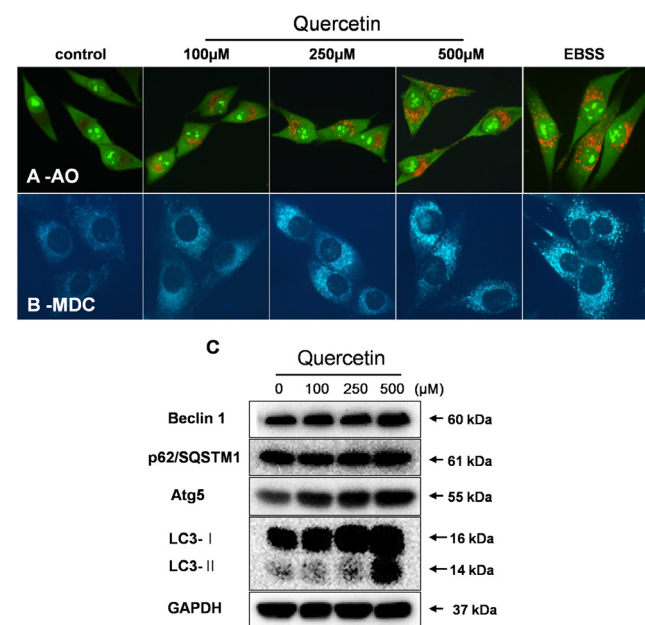 Quercetin
control 100μM 250μM 500μM EBSS
A -AO
B -MDC
C
Quercetin
0 100 250 500 (μM)
Beclin 1 60 kDa
p62/SQSTM1 61 kDa
Atg5 55 kDa
LC3-Ⅰ 16 kDa
LC3-Ⅱ 14 kDa
GAPDH 37 kDa